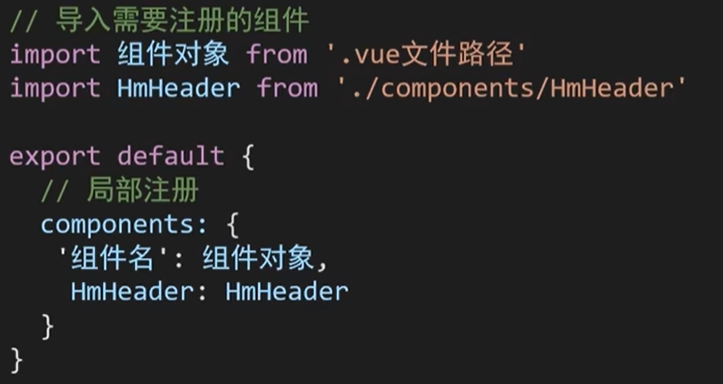 // 导入需要注册的组件
import 组件对象 from '.vue文件路径'
import HmHeader from './components/HmHeader'

export default {
  // 局部注册
  components: {
   '组件名': 组件对象,
    HmHeader: HmHeader
  }
}